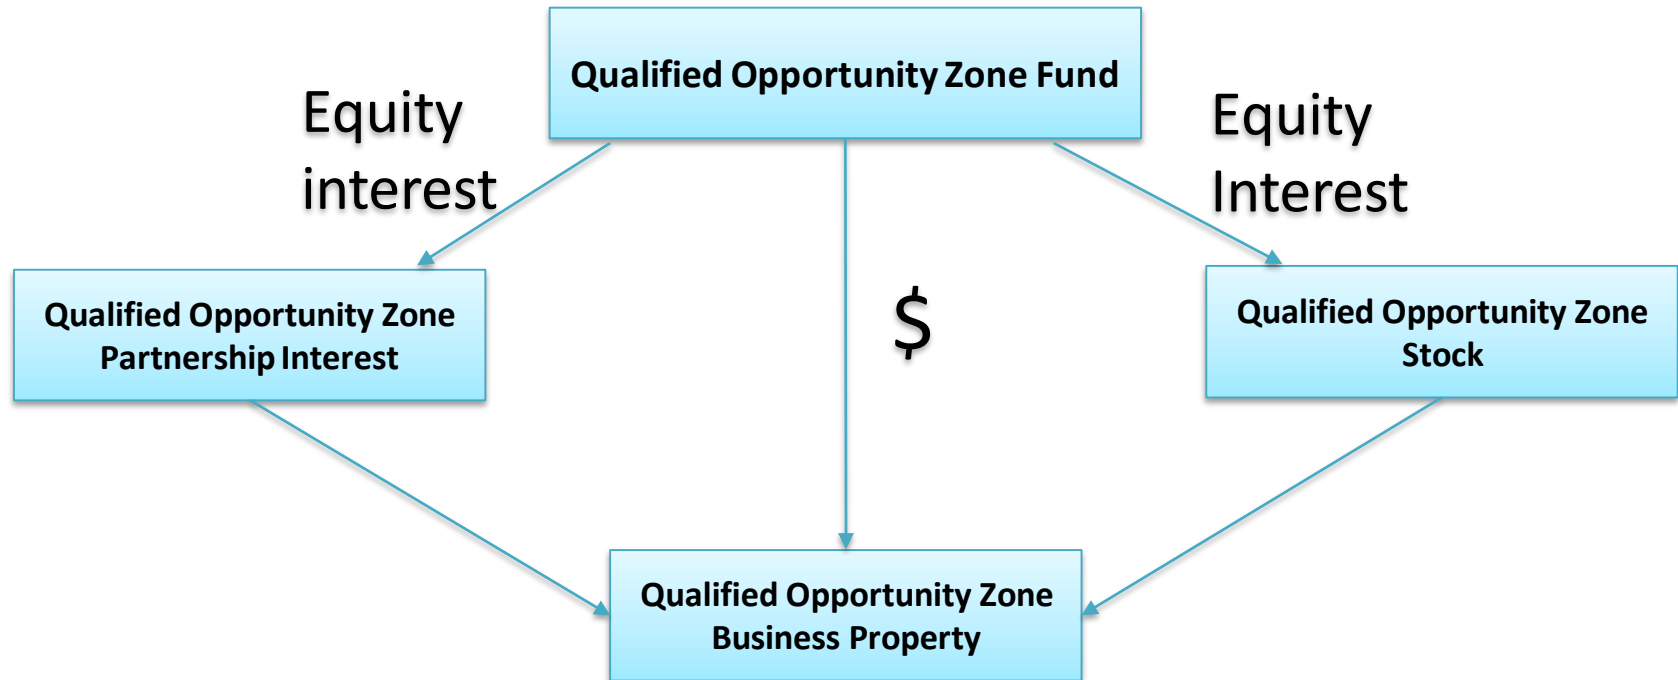 Qualified Opportunity Zone Fund
Equity
interest
Equity
Interest
Qualified Opportunity Zone
Partnership Interest
$
Qualified Opportunity Zone
Stock
Qualified Opportunity Zone
Business Property